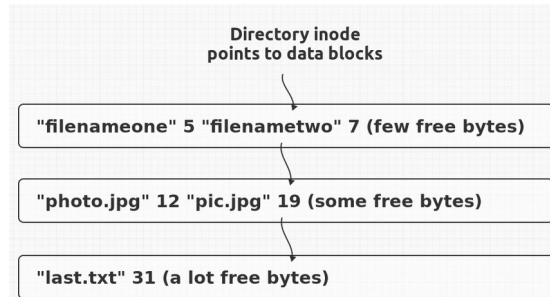 Directory inode
points to data blocks
"filenameone" 5 "filenametwo" 7 (few free bytes)
"photo.jpg" 12 "pic.jpg" 19 (some free bytes)
"last.txt" 31 (a lot free bytes)